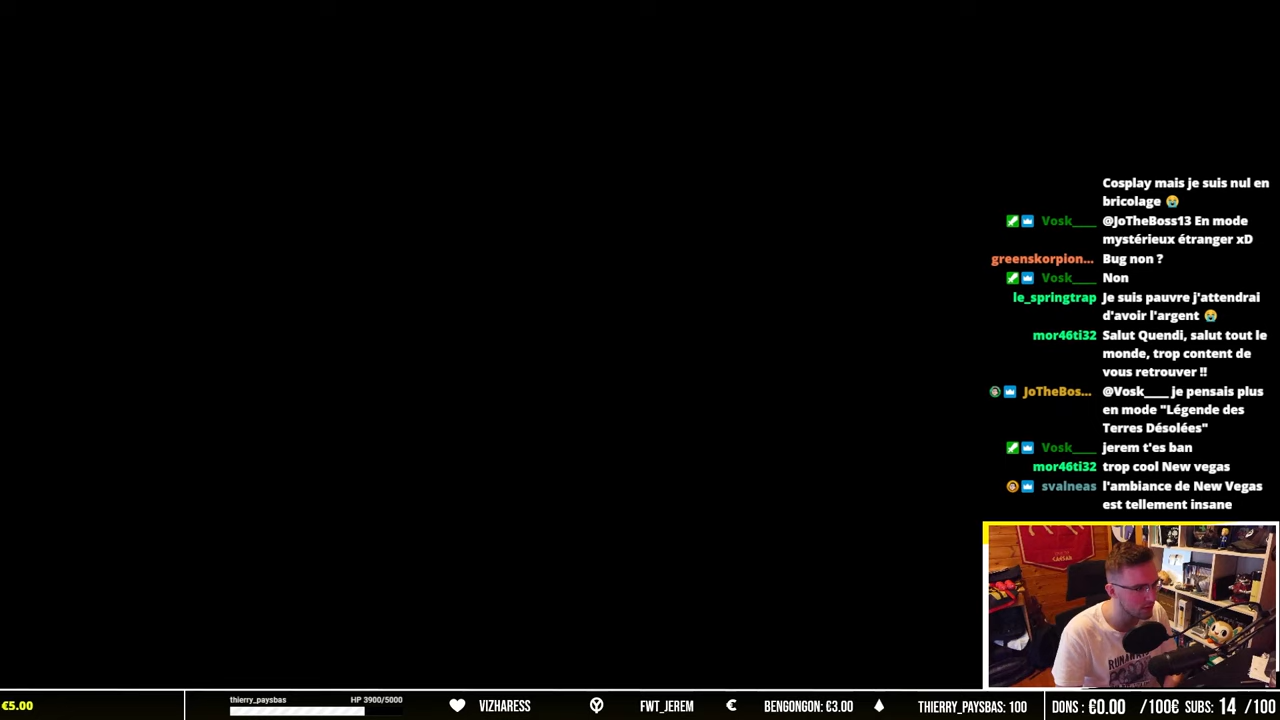 Cosplay mais je suis nul en
bricolage 😭
Vosk____ @JoTheBoss13 En mode
mystérieux étranger xD
greenskorpion... Bug non ?
Vosk____ Non
le_springtrap Je suis pauvre j'attendrai
d'avoir l'argent 😭
mor46ti32 Salut Quendi, salut tout le
monde, trop content de
vous retrouver !!
JoTheBos... @Vosk____ je pensais plus
en mode "Légende des
Terres Désolées"
Vosk____ jerem t'es ban
mor46ti32 trop cool New vegas
svalneas l'ambiance de New Vegas
est tellement insane
CAESAR
€5.00
thierry_paysbas HP 3900/5000
VIZHARESS
FWT_JEREM
BENGONGON: €3.00
THIERRY_PAYSBAS: 100
DONS : €0.00 /100€ SUBS: 14 /100